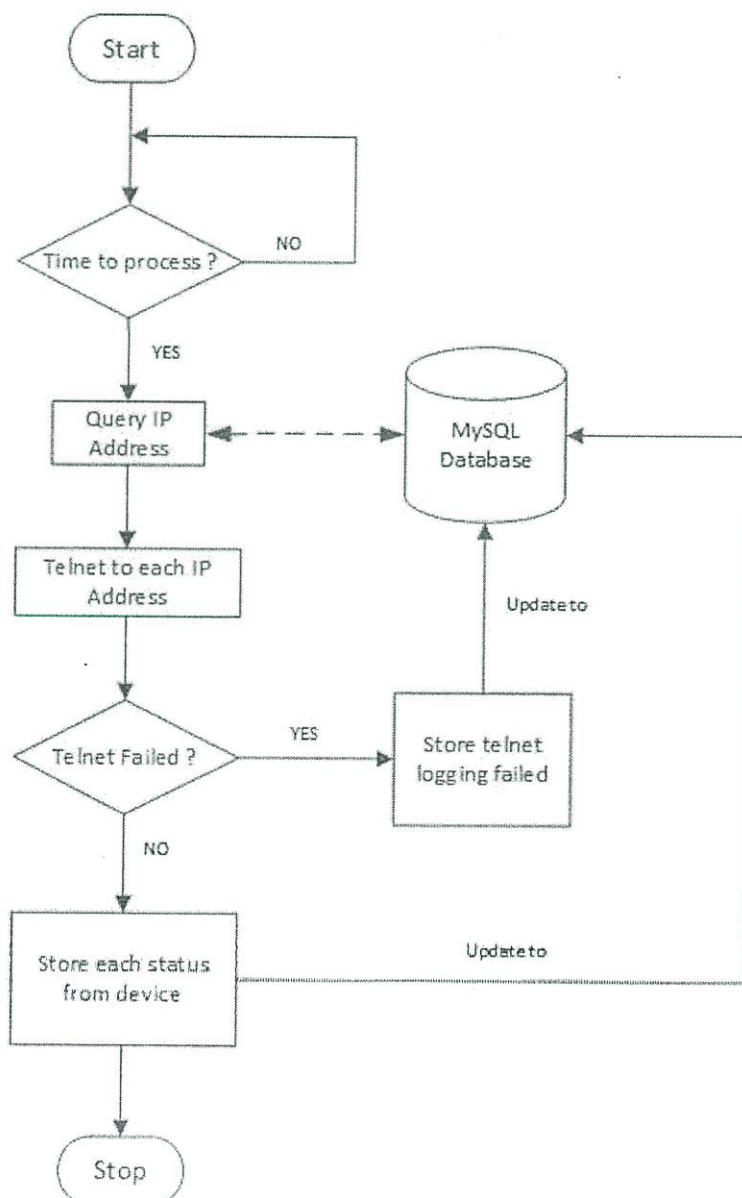 Start
Time to process ?
NO
YES
Query IP
Address
MySQL
Database
Telnet to each IP
Address
Update to
Telnet Failed ?
YES
Store telnet
logging failed
NO
Store each status
from device
Update to
Stop